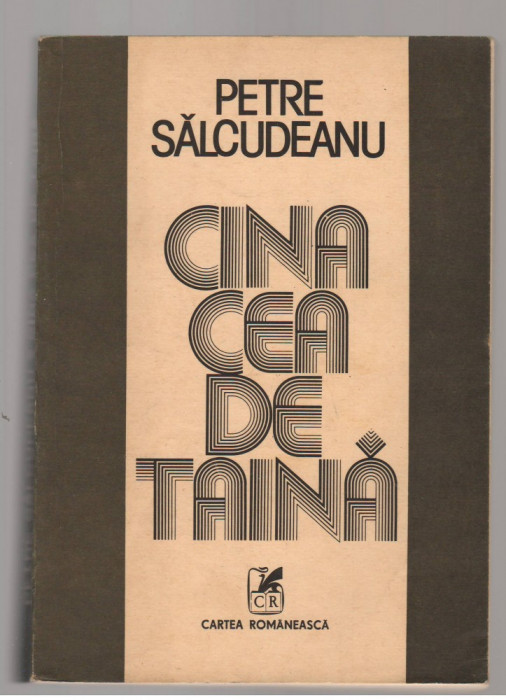 PETRE
SĂLCUDEANU
CINA
CEA
DE
TAINĂ
CR
CARTEA ROMÂNEASCĂ